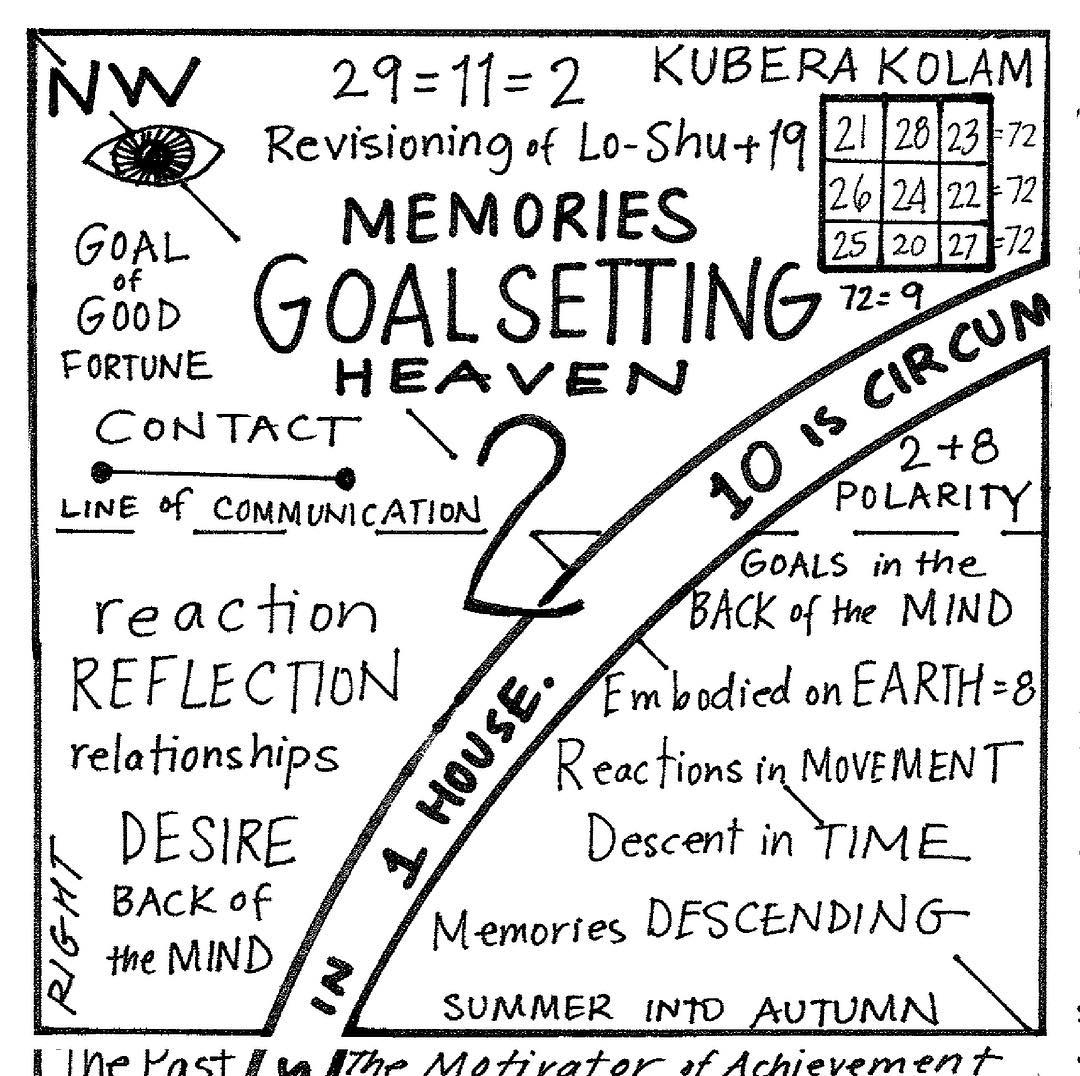 NW
29=11=2
KUBERA KOLAM
Revisioning of Lo-Shu+19
21 28 23 =72
26 24 22 =72
25 20 27 =72
72=9
MEMORIES
GOALSETTING
HEAVEN
GOAL
of
GOOD
FORTUNE
CONTACT
LINE of COMMUNICATION
2
IN 1 HOUSE. 10 IS CIRCUM
2+8
POLARITY
GOALS in the
BACK of the MIND
Embodied on EARTH=8
Reactions in MOVEMENT
Descent in TIME
Memories DESCENDING
SUMMER INTO AUTUMN
reaction
REFLECTION
relationships
DESIRE
BACK of
the MIND
RIGHT
The Past
The Motivator of Achievement